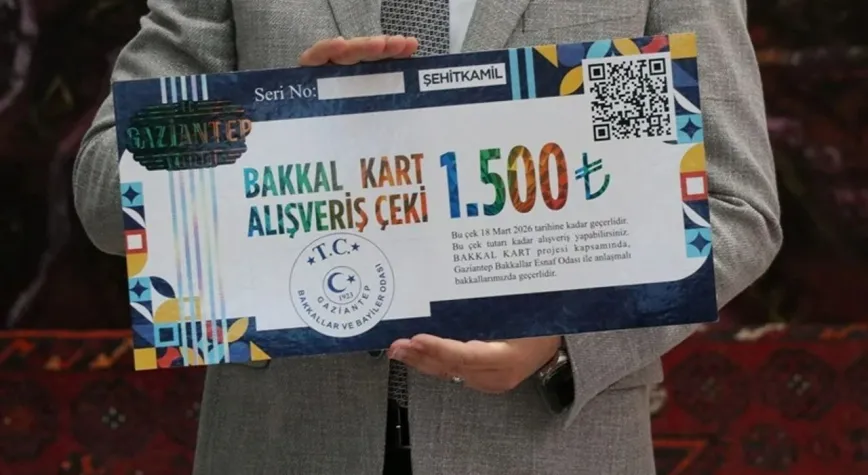 Seri No:
ŞEHİTKAMİL
GAZİANTEP
BAKKAL KART
ALIŞVERİŞ ÇEKİ
1.500 ₺
Bu çek 18 Mart 2026 tarihine kadar geçerlidir.
Bu çek tutarı kadar alışveriş yapabilirsiniz.
BAKKAL KART projesi kapsamında,
Gaziantep Bakkallar Esnaf Odası ile anlaşmalı
bakkallarımızda geçerlidir.
T.C.
GAZİANTEP
BAKKALLAR VE BAYİLER ODASI
1923